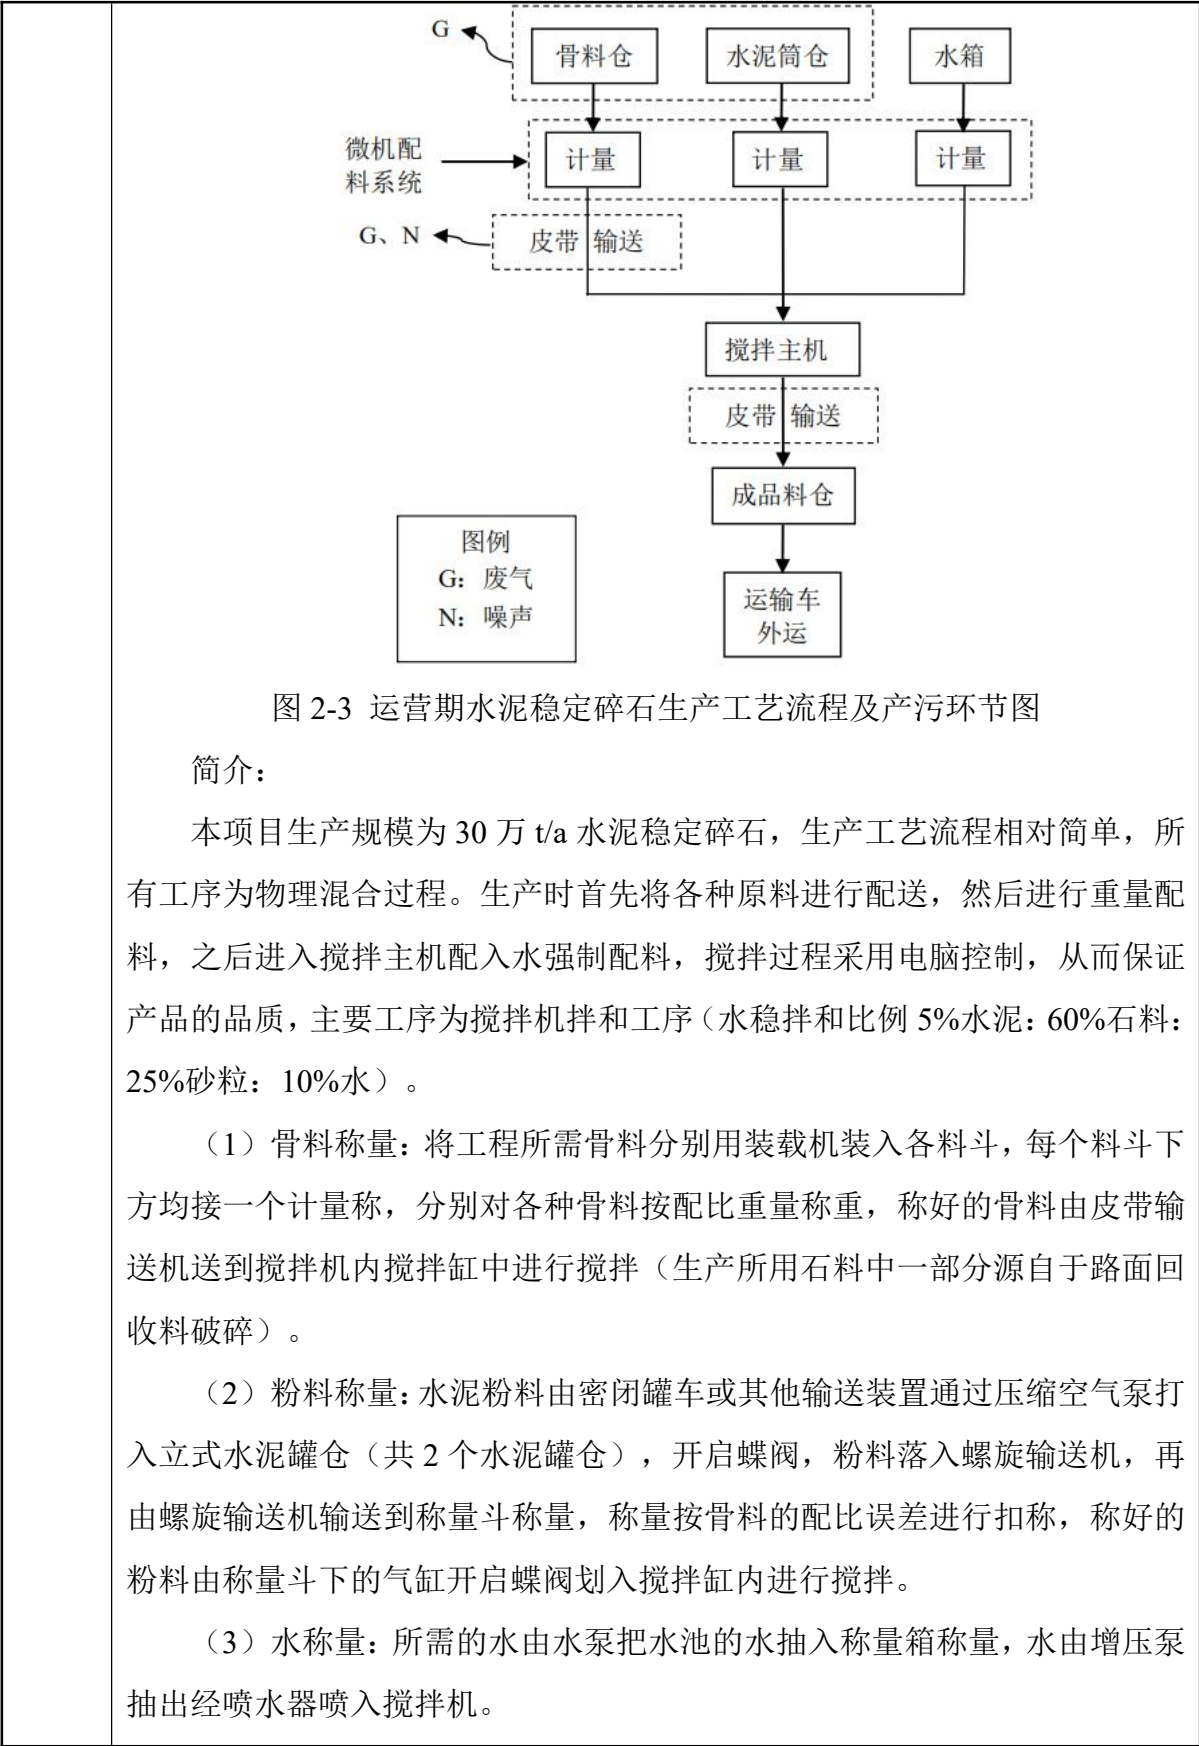 G
骨料仓 水泥筒仓 水箱
微机配
料系统
计量 计量 计量
G、N
皮带 输送
搅拌主机
皮带 输送
成品料仓
图例
G：废气
N：噪声
运输车
外运
图 2-3 运营期水泥稳定碎石生产工艺流程及产污环节图
简介：
本项目生产规模为 30 万 t/a 水泥稳定碎石，生产工艺流程相对简单，所
有工序为物理混合过程。生产时首先将各种原料进行配送，然后进行重量配
料，之后进入搅拌主机配入水强制配料，搅拌过程采用电脑控制，从而保证
产品的品质，主要工序为搅拌机拌和工序（水稳拌和比例 5%水泥：60%石料：
25%砂粒：10%水）。
（1）骨料称量：将工程所需骨料分别用装载机装入各料斗，每个料斗下
方均接一个计量称，分别对各种骨料按配比重量称重，称好的骨料由皮带输
送机送到搅拌机内搅拌缸中进行搅拌（生产所用石料中一部分源自于路面回
收料破碎）。
（2）粉料称量：水泥粉料由密闭罐车或其他输送装置通过压缩空气泵打
入立式水泥罐仓（共 2 个水泥罐仓），开启蝶阀，粉料落入螺旋输送机，再
由螺旋输送机输送到称量斗称量，称量按骨料的配比误差进行扣称，称好的
粉料由称量斗下的气缸开启蝶阀划入搅拌缸内进行搅拌。
（3）水称量：所需的水由水泵把水池的水抽入称量箱称量，水由增压泵
抽出经喷水器喷入搅拌机。